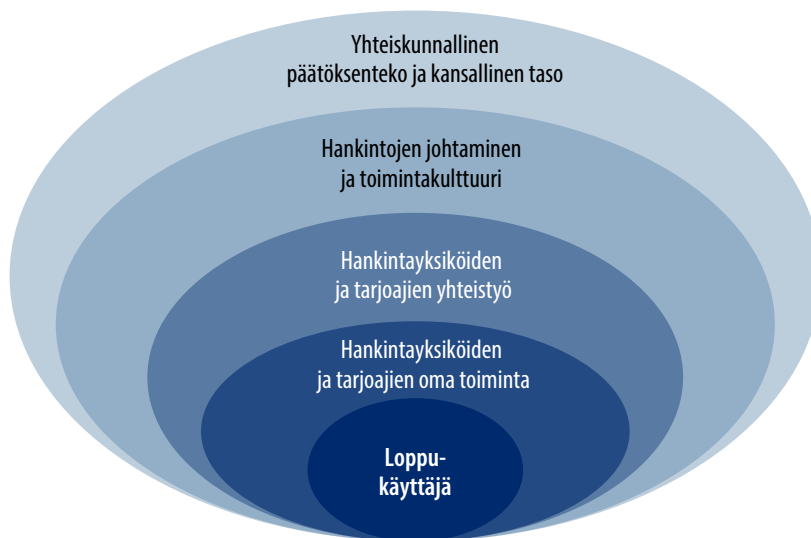 Yhteiskunnallinen
päätöksenteko ja kansallinen taso
Hankintojen johtaminen
ja toimintakulttuuri
Hankintayksiköiden
ja tarjoajien yhteistyö
Hankintayksiköiden
ja tarjoajien oma toiminta
Loppu-
käyttäjä